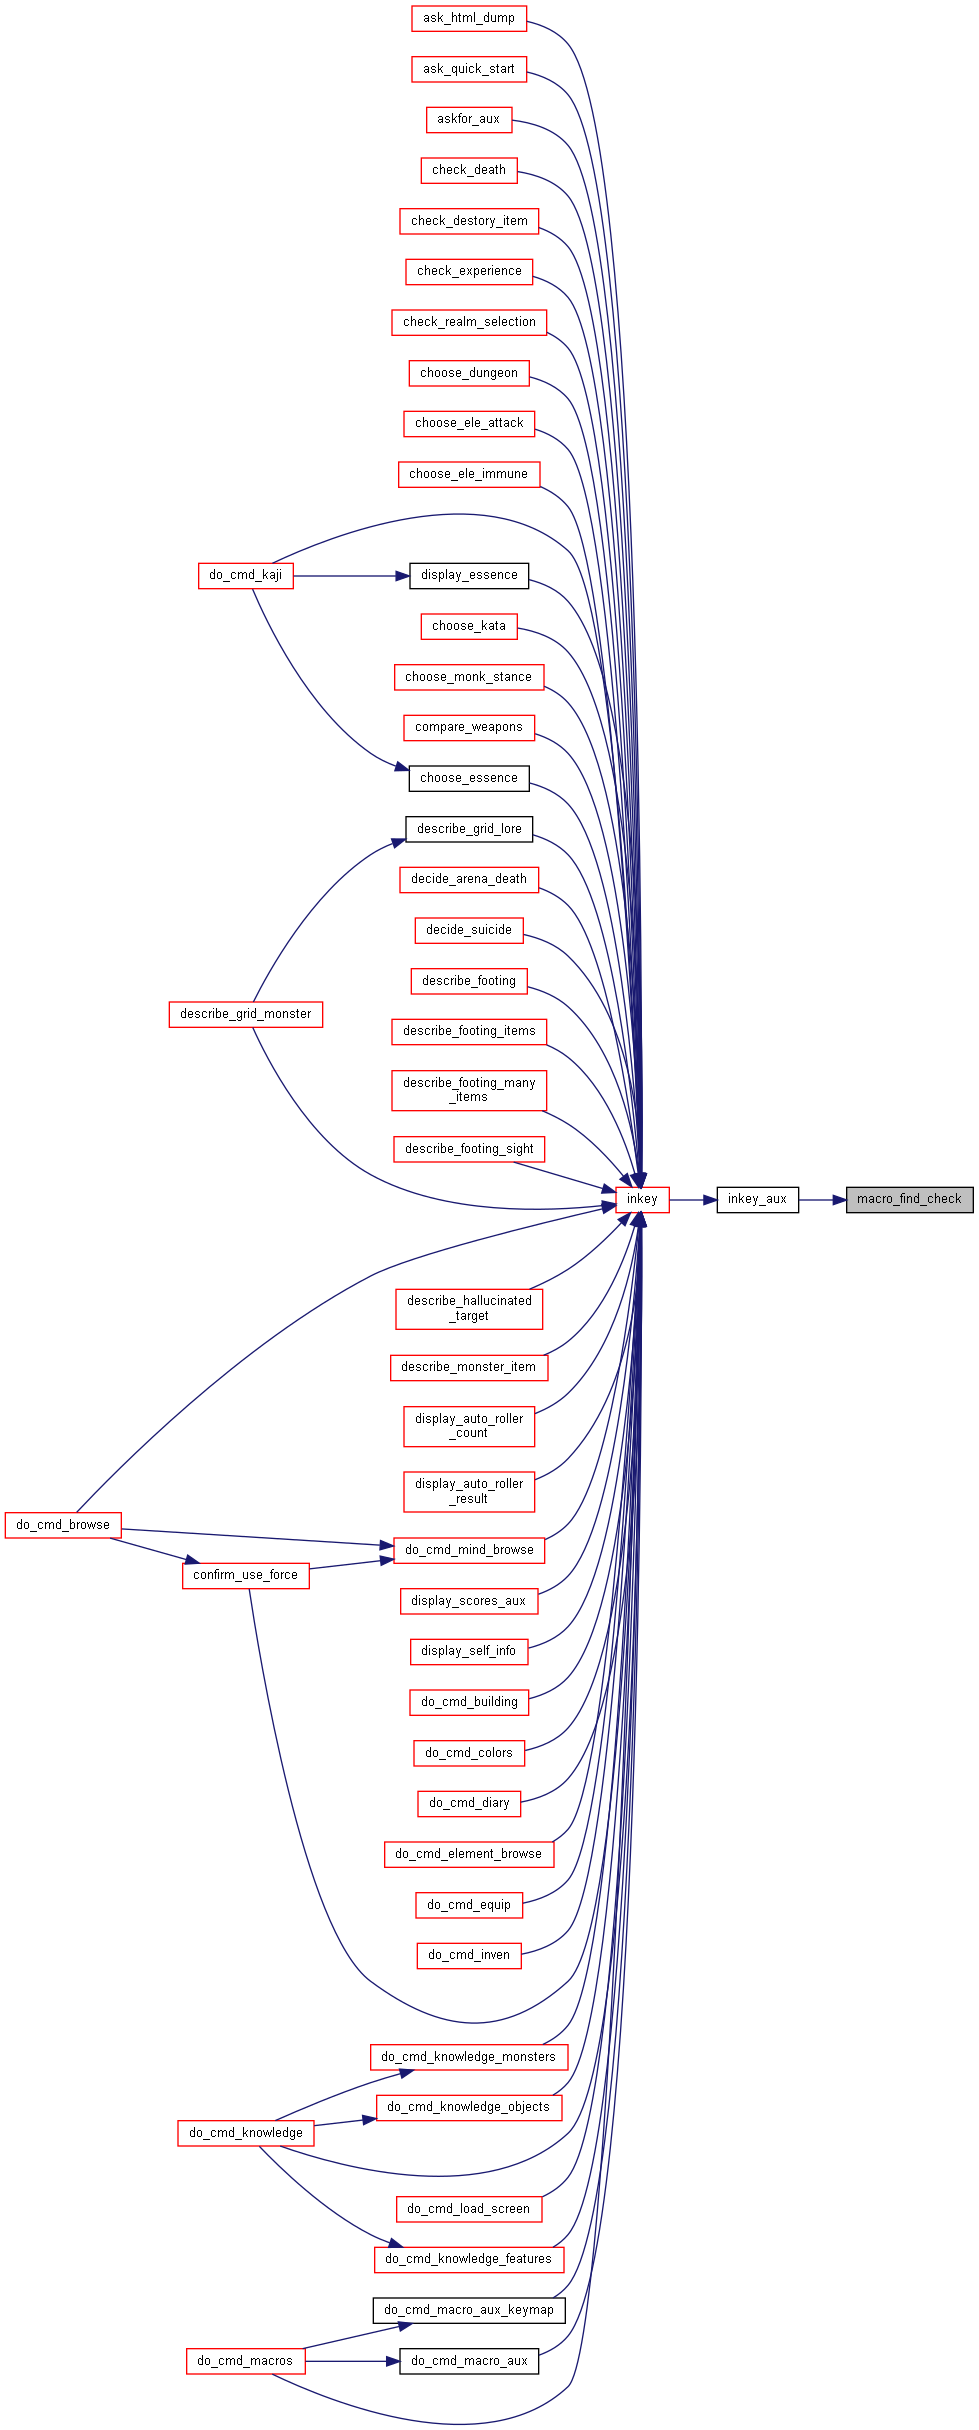 ask_html_dump
ask_quick_start
askfor_aux
check_death
check_destory_item
check_experience
check_realm_selection
choose_dungeon
choose_ele_attack
choose_ele_immune
do_cmd_kaji
display_essence
choose_kata
choose_monk_stance
compare_weapons
choose_essence
describe_grid_lore
decide_arena_death
decide_suicide
describe_footing
describe_grid_monster
describe_footing_items
describe_footing_many
_items
describe_footing_sight
inkey
inkey_aux
macro_find_check
describe_hallucinated
_target
describe_monster_item
display_auto_roller
_count
display_auto_roller
_result
do_cmd_browse
do_cmd_mind_browse
confirm_use_force
display_scores_aux
display_self_info
do_cmd_building
do_cmd_colors
do_cmd_diary
do_cmd_element_browse
do_cmd_equip
do_cmd_inven
do_cmd_knowledge_monsters
do_cmd_knowledge_objects
do_cmd_knowledge
do_cmd_load_screen
do_cmd_knowledge_features
do_cmd_macro_aux_keymap
do_cmd_macros
do_cmd_macro_aux